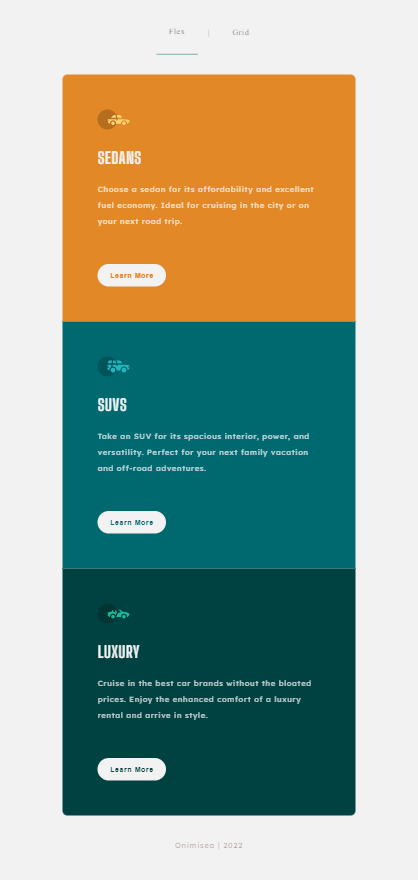 Flex | Grid
SEDANS
Choose a sedan for its affordability and excellent
fuel economy. Ideal for cruising in the city or on
your next road trip.
Learn More
SUVS
Take an SUV for its spacious interior, power, and
versatility. Perfect for your next family vacation
and off-road adventures.
Learn More
LUXURY
Cruise in the best car brands without the bloated
prices. Enjoy the enhanced comfort of a luxury
rental and arrive in style.
Learn More
Onimisea | 2022